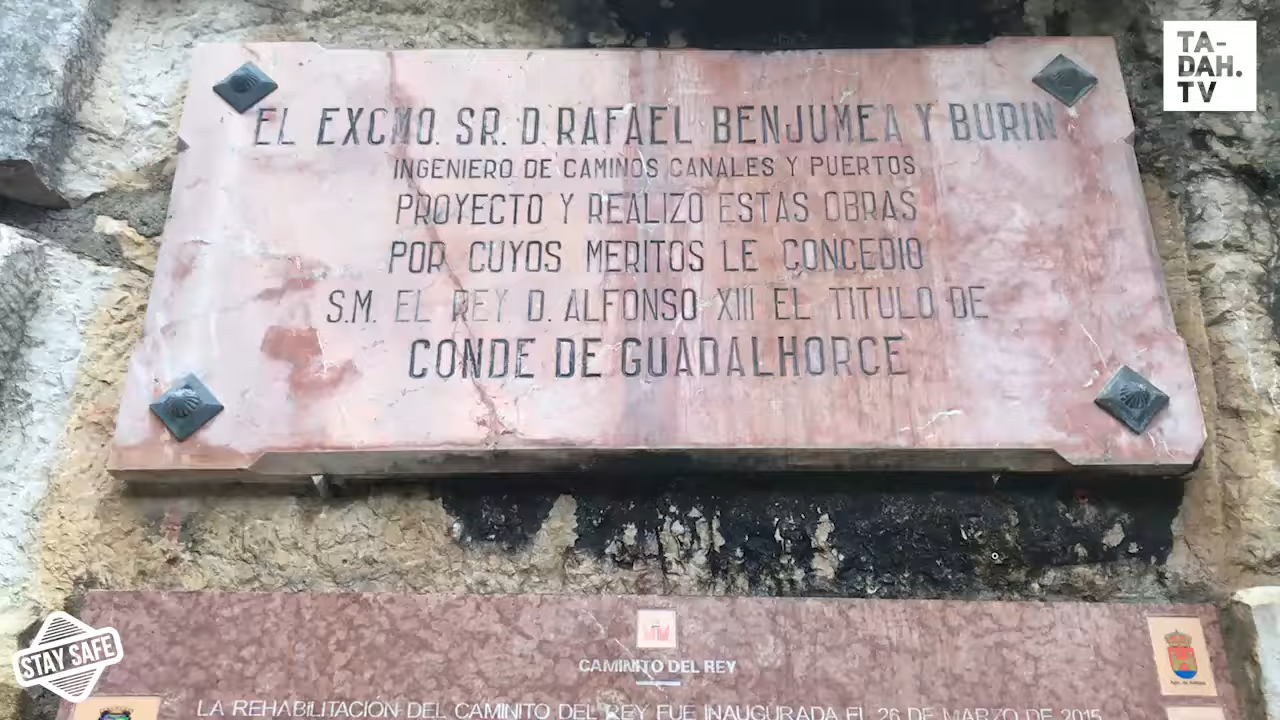 TA-
DAH.
TV
EL EXCMO. SR. D. RAFAEL BENJUMEA Y BURIN
INGENIERO DE CAMINOS CANALES Y PUERTOS
PROYECTO Y REALIZO ESTAS OBRAS
POR CUYOS MERITOS LE CONCEDIO
S.M. EL REY D. ALFONSO XIII EL TITULO DE
CONDE DE GUADALHORCE
STAY SAFE
CAMINITO DEL REY
LA REHABILITACIÓN DEL CAMINITO DEL REY FUE INAUGURADA EL 26 DE MARZO DE 2015